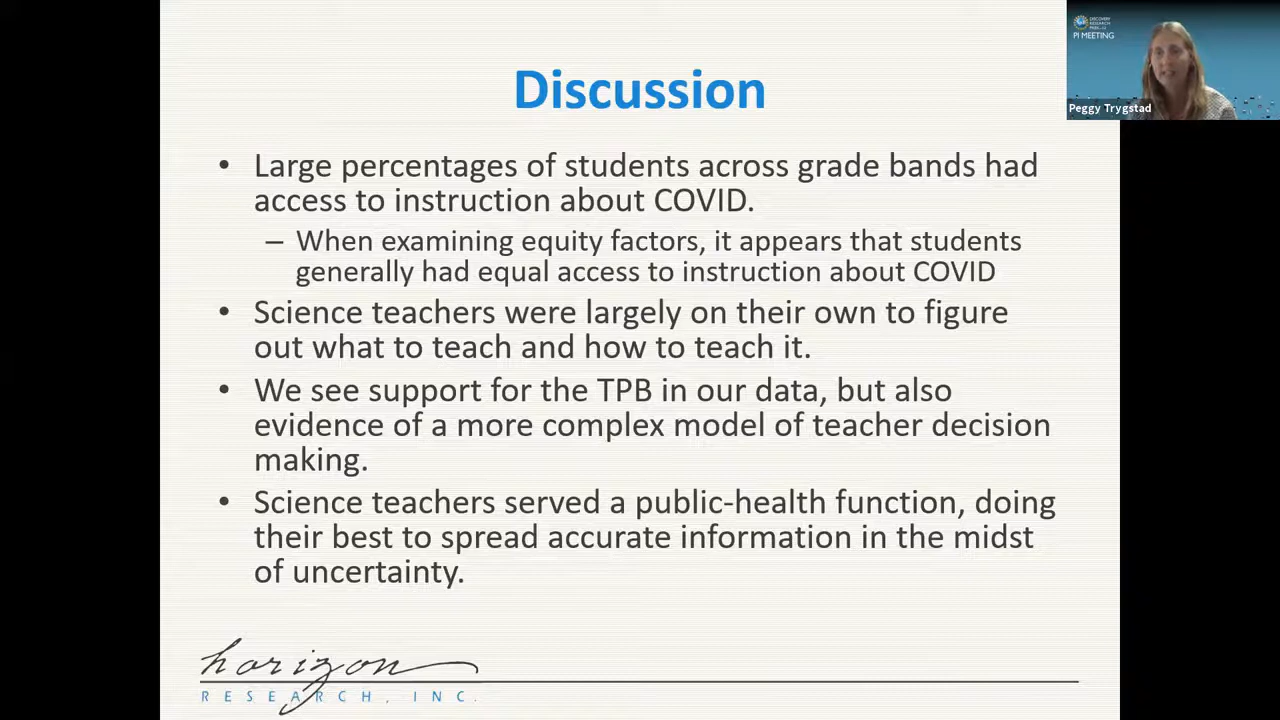 Discussion
• Large percentages of students across grade bands had
access to instruction about COVID.
– When examining equity factors, it appears that students
generally had equal access to instruction about COVID
• Science teachers were largely on their own to figure
out what to teach and how to teach it.
• We see support for the TPB in our data, but also
evidence of a more complex model of teacher decision
making.
• Science teachers served a public-health function, doing
their best to spread accurate information in the midst
of uncertainty.
horizon
RESEARCH, INC.
DISCOVERY
RESEARCH
PI MEETING
Peggy Trygstad